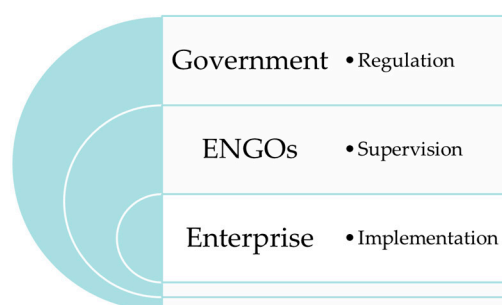 Government • Regulation
ENGOs • Supervision
Enterprise • Implementation